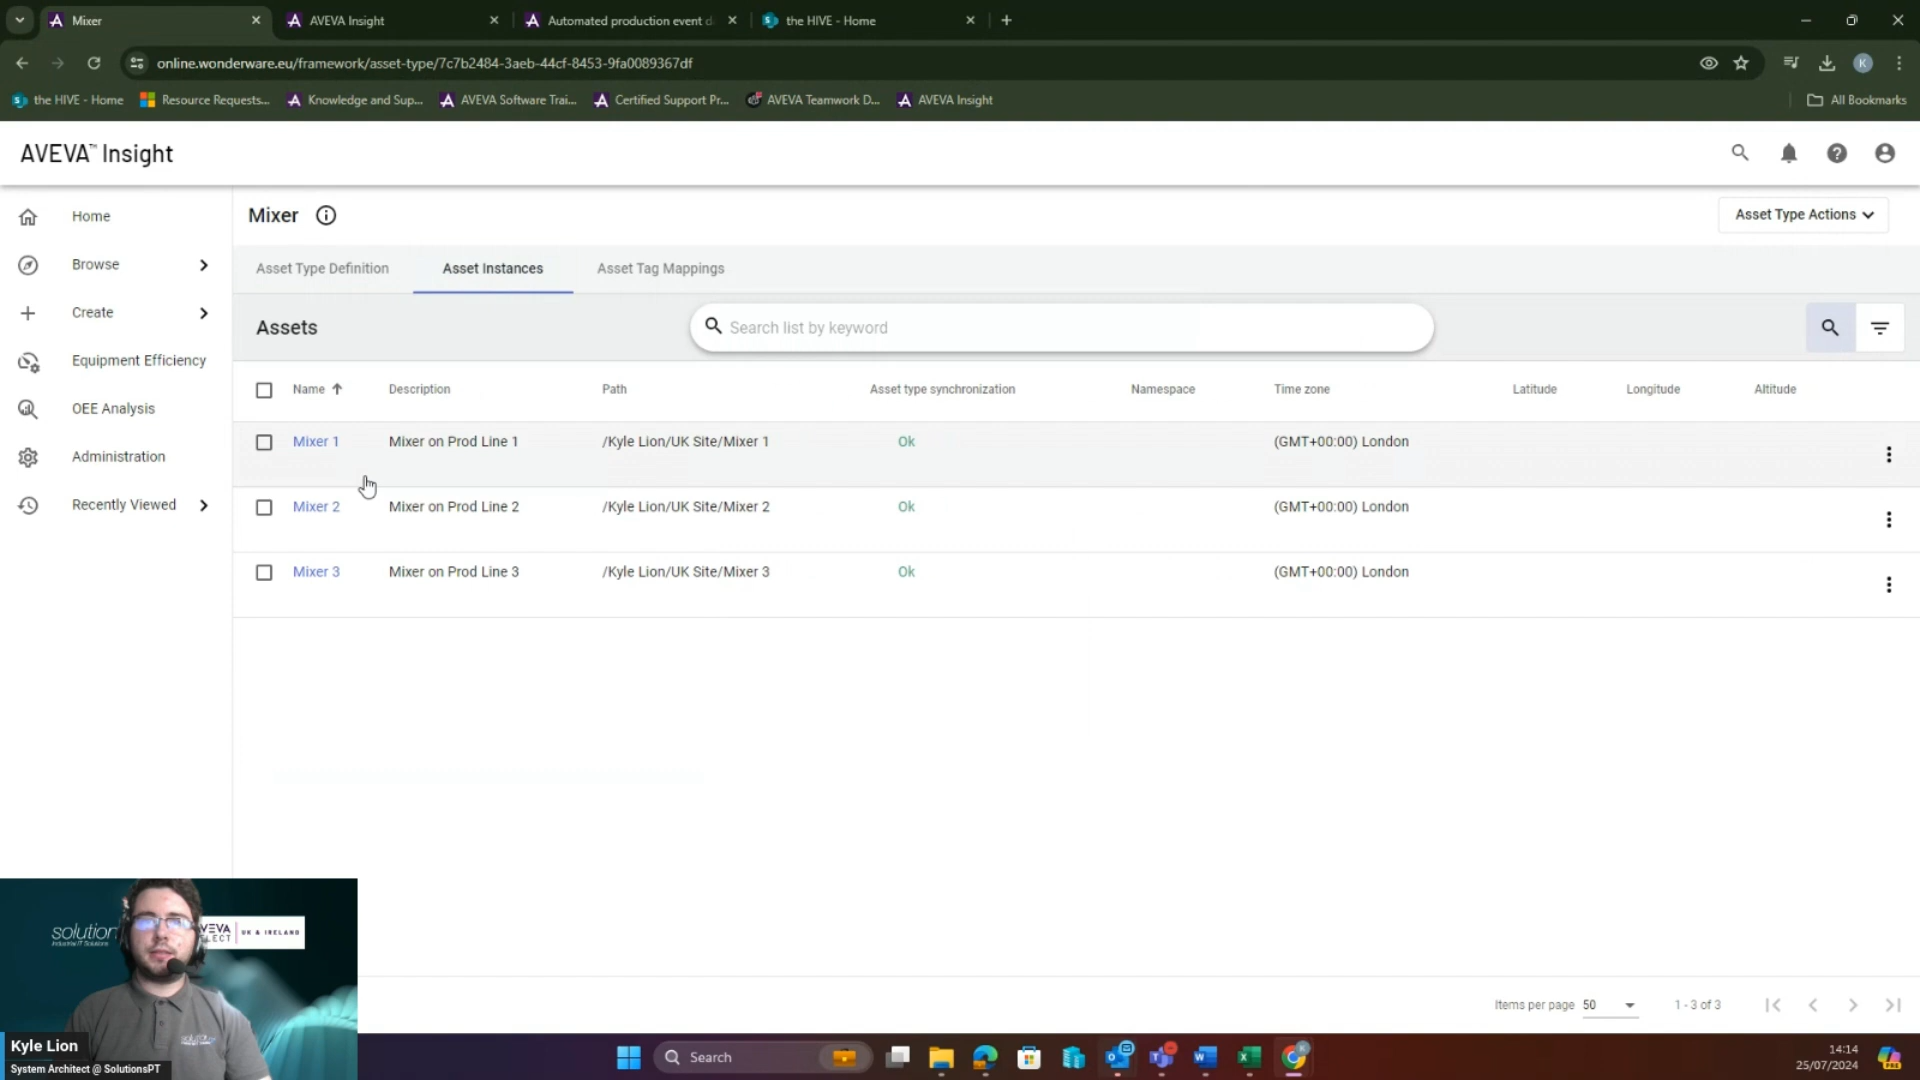 Mixer
AVEVA Insight
Automated production event d
the HIVE - Home
online.wonderware.eu/framework/asset-type/7c7b2484-3aeb-44cf-8453-9fa0089367df
K
the HIVE - Home
Resource Requests...
Knowledge and Sup...
AVEVA Software Trai...
Certified Support Pr...
AVEVA Teamwork D...
AVEVA Insight
All Bookmarks
AVEVA™ Insight
Home
Browse
Create
Equipment Efficiency
OEE Analysis
Administration
Recently Viewed
Mixer
Asset Type Actions
Asset Type Definition Asset Instances Asset Tag Mappings
Assets
Search list by keyword
Name Description Path Asset type synchronization Namespace Time zone Latitude Longitude Altitude
Mixer 1 Mixer on Prod Line 1 /Kyle Lion/UK Site/Mixer 1 Ok (GMT+00:00) London
Mixer 2 Mixer on Prod Line 2 /Kyle Lion/UK Site/Mixer 2 Ok (GMT+00:00) London
Mixer 3 Mixer on Prod Line 3 /Kyle Lion/UK Site/Mixer 3 Ok (GMT+00:00) London
Items per page 50 1 - 3 of 3
solution
Industrial IT Solutions
VEVA
LECT
UK & IRELAND
Kyle Lion
System Architect @ SolutionsPT
Search
14:14
25/07/2024